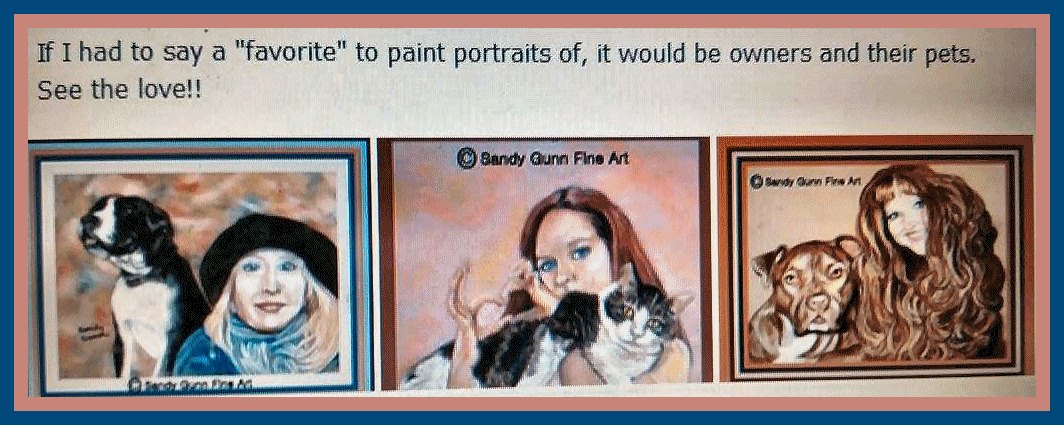 If I had to say a "favorite" to paint portraits of, it would be owners and their pets.
See the love!!
© Sandy Gunn Fine Art
© Sandy Gunn Fine Art
© Sandy Gunn Fine Art